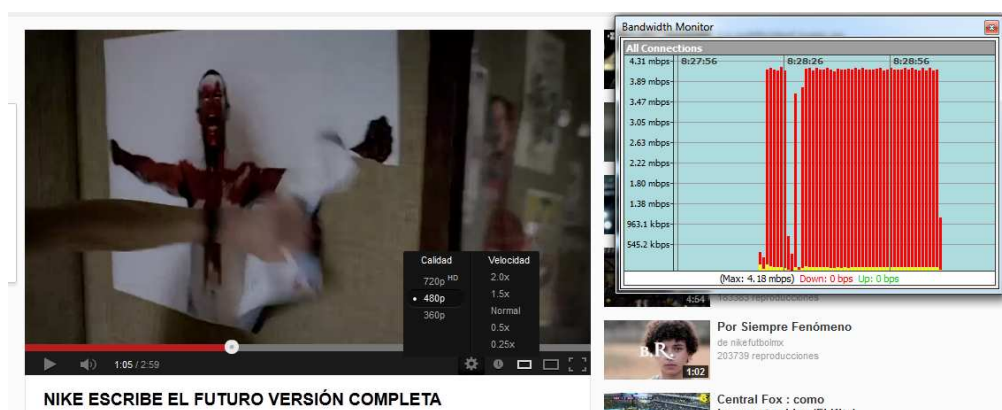 Calidad
720p HD
480p
360p
Velocidad
2.0x
1.5x
Normal
0.5x
0.25x
1:05 / 2:59
NIKE ESCRIBE EL FUTURO VERSIÓN COMPLETA
Bandwidth Monitor
All Connections
8:27:56 8:28:26 8:28:56
4.31 mbps
3.89 mbps
3.47 mbps
3.05 mbps
2.63 mbps
2.22 mbps
1.80 mbps
1.38 mbps
963.1 kbps
545.2 kbps
(Max: 4.18 mbps) Down: 0 bps Up: 0 bps
4:54
reproducciones
B.R.
1:02
Por Siempre Fenómeno
de nikefutbolmx
203739 reproducciones
Central Fox : como